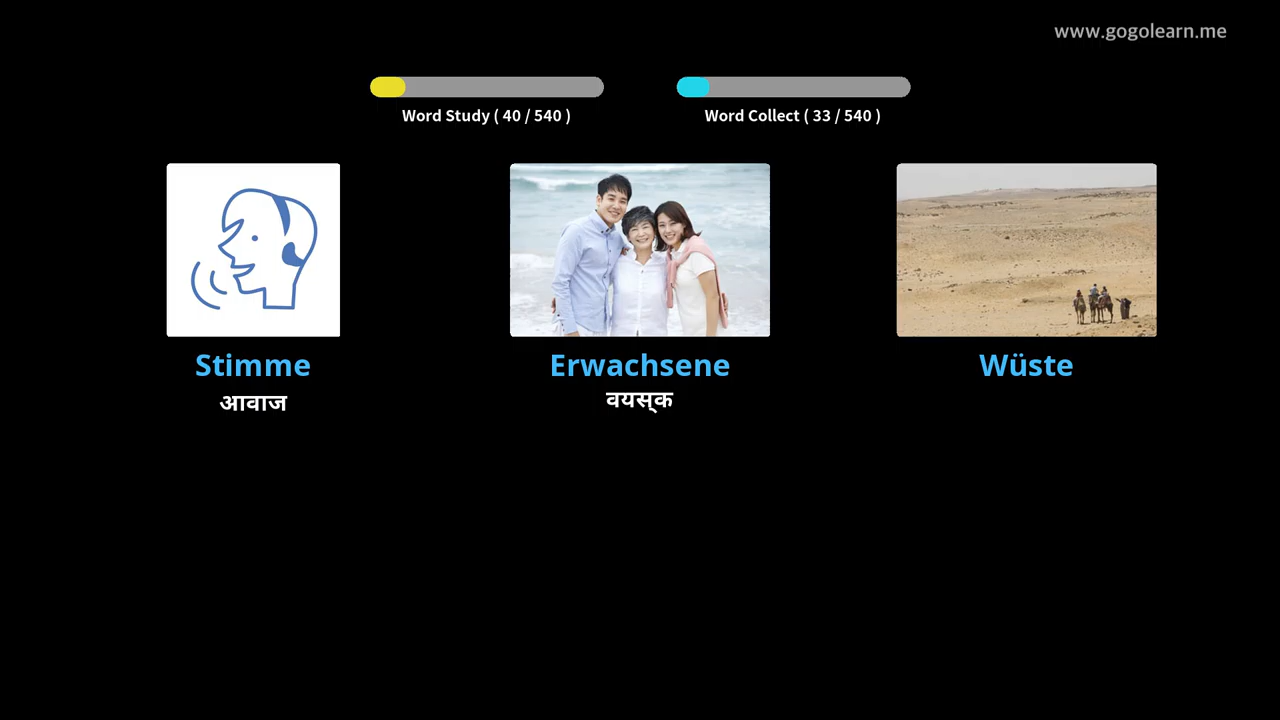 www.gogolearn.me
Word Study ( 40 / 540 )
Word Collect ( 33 / 540 )
Stimme
Erwachsene
Wüste
आवाज
वयस्‌क